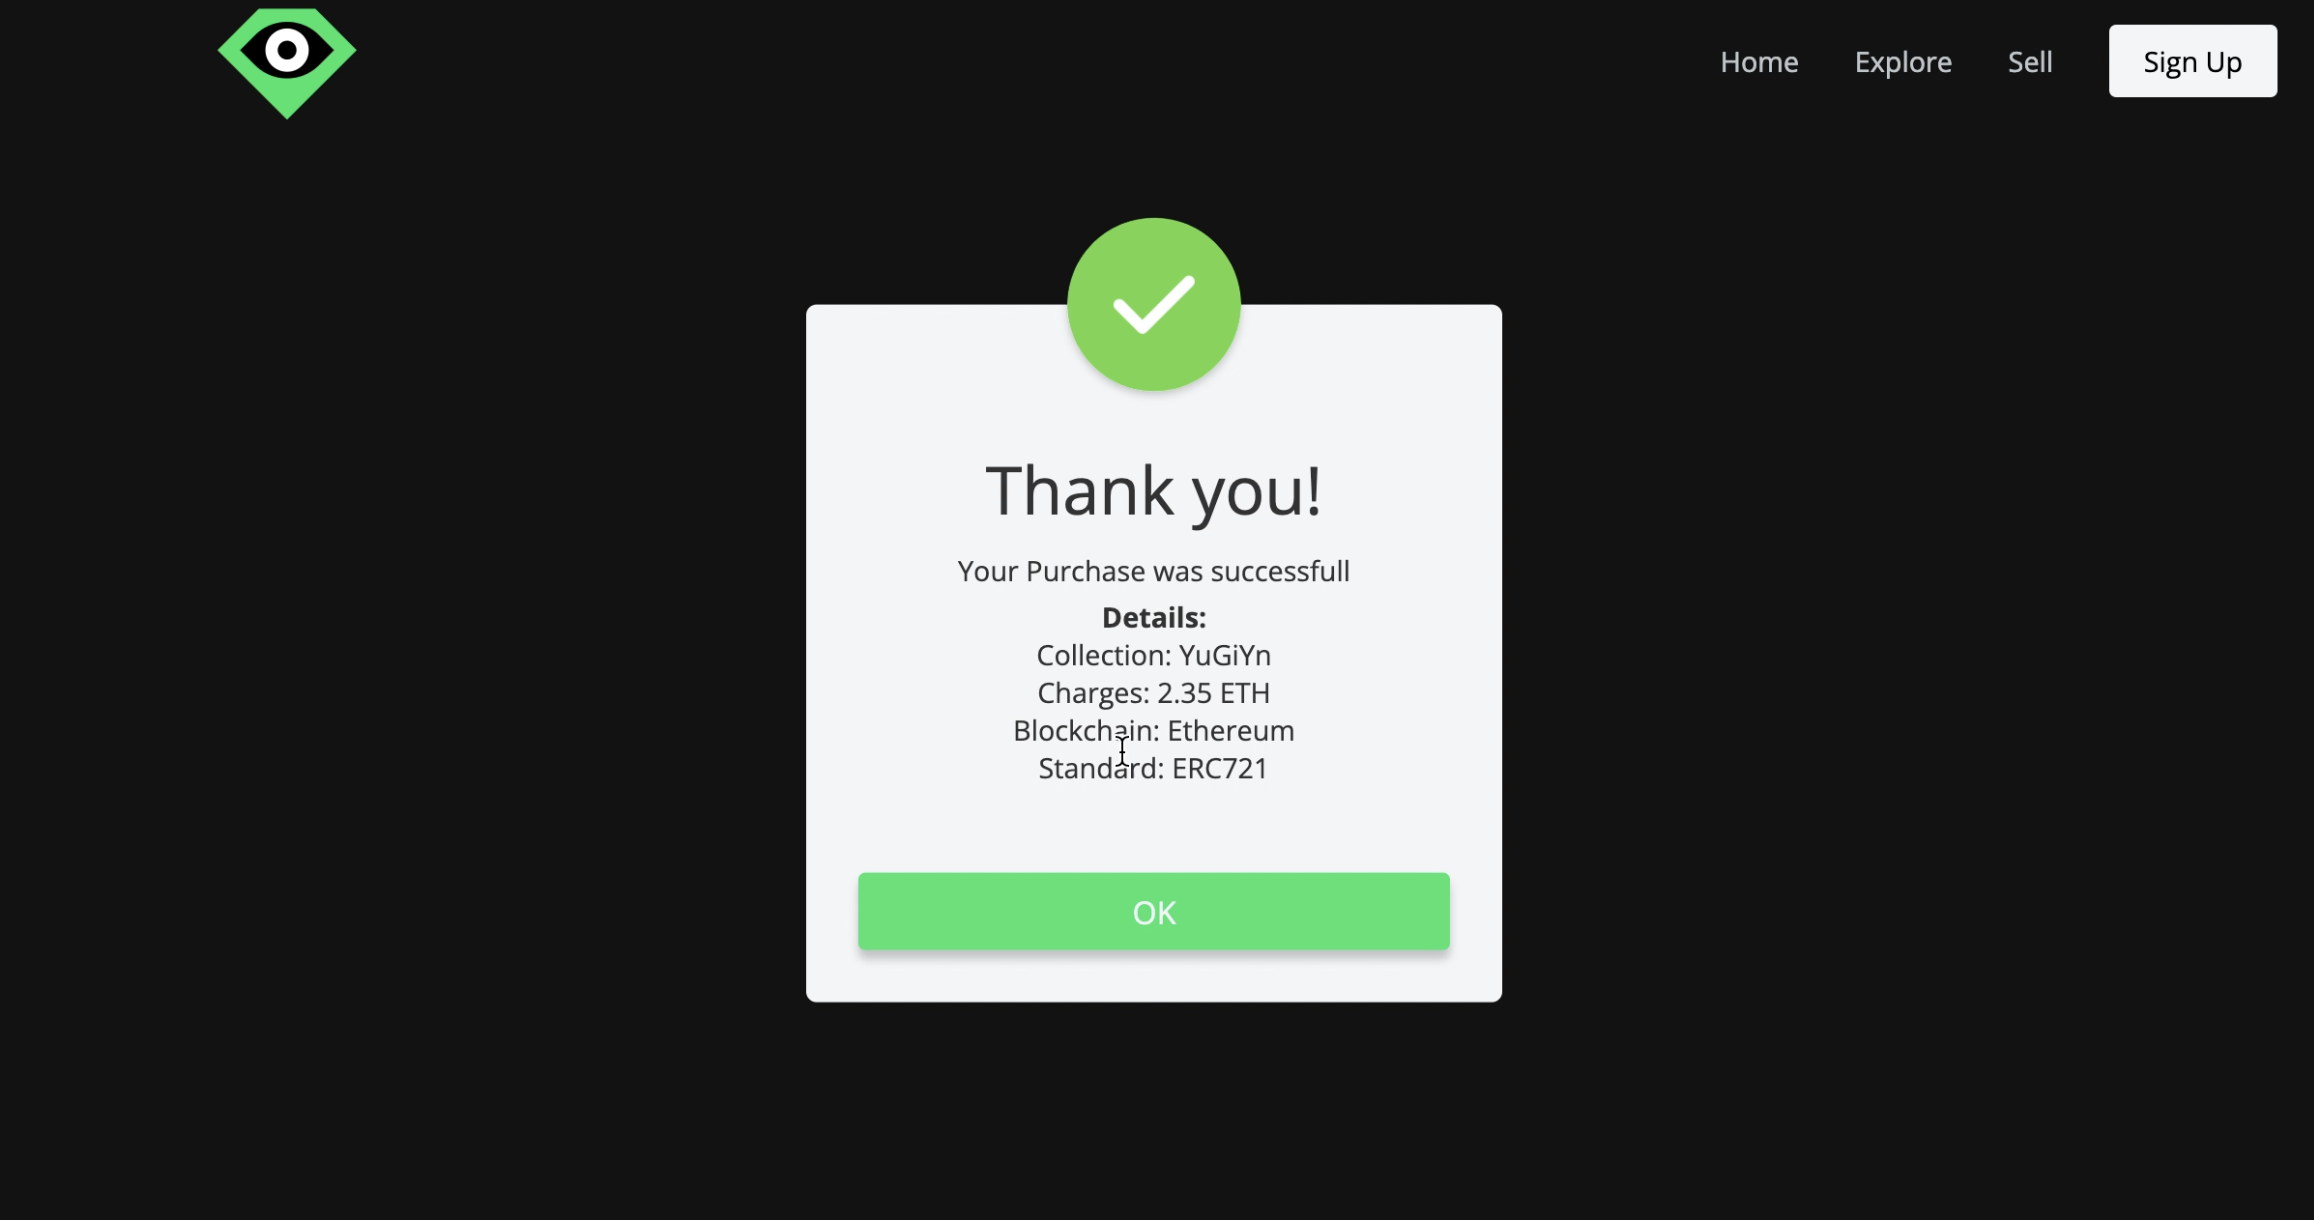 Home Explore Sell Sign Up
Thank you!
Your Purchase was successfull
Details:
Collection: YuGiYn
Charges: 2.35 ETH
Blockchain: Ethereum
Standard: ERC721
OK